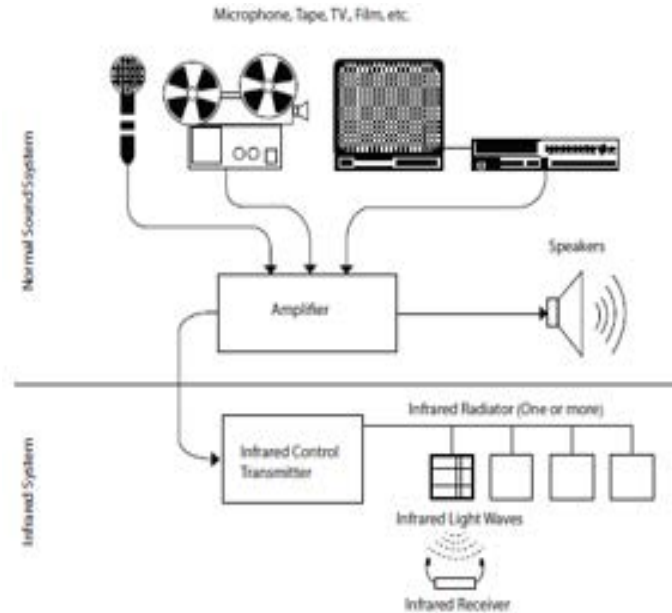 Microphone, Tape, TV., Film, etc.
Normal Sound Ssystem
Speakers
Amplifier
Infrared System
Infrared Radiator (One or more)
Infrared Control
Transmitter
Infrared Light Waves
Infrared Receiver